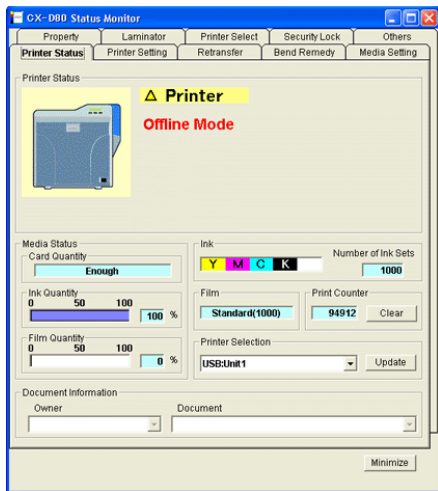 CX-D80 Status Monitor
Property Laminator Printer Select Security Lock Others
Printer Status Printer Setting Retransfer Bend Remedy Media Setting
Printer Status
Printer
Offline Mode
Media Status
Card Quantity
Enough
Ink
Y M C K
Number of Ink Sets
1000
Ink Quantity
0 50 100
100 %
Film
Standard(1000)
Print Counter
94912 Clear
Film Quantity
0 50 100
0 %
Printer Selection
USB:Unit1 Update
Document Information
Owner Document
Minimize